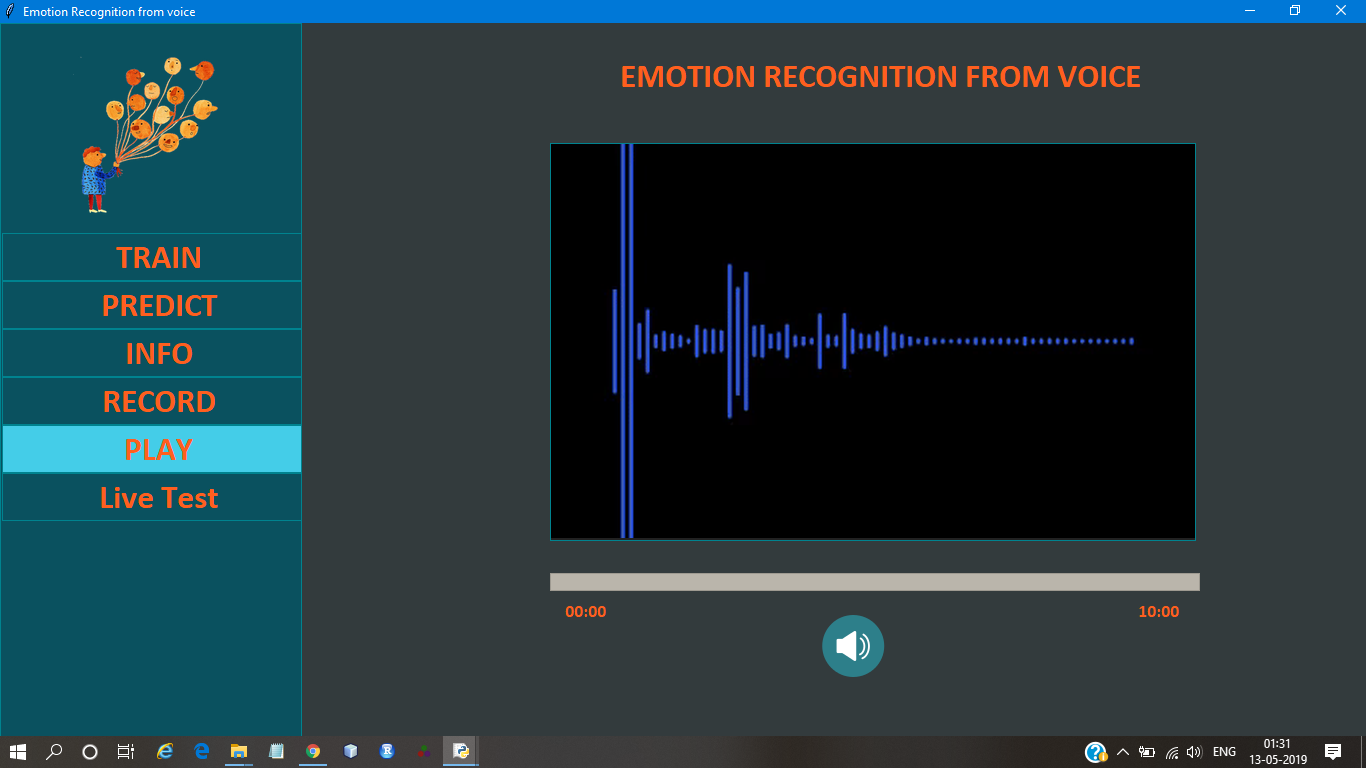 Emotion Recognition from voice
EMOTION RECOGNITION FROM VOICE
TRAIN
PREDICT
INFO
RECORD
PLAY
Live Test
00:00
10:00
ENG
01:31
13-05-2019